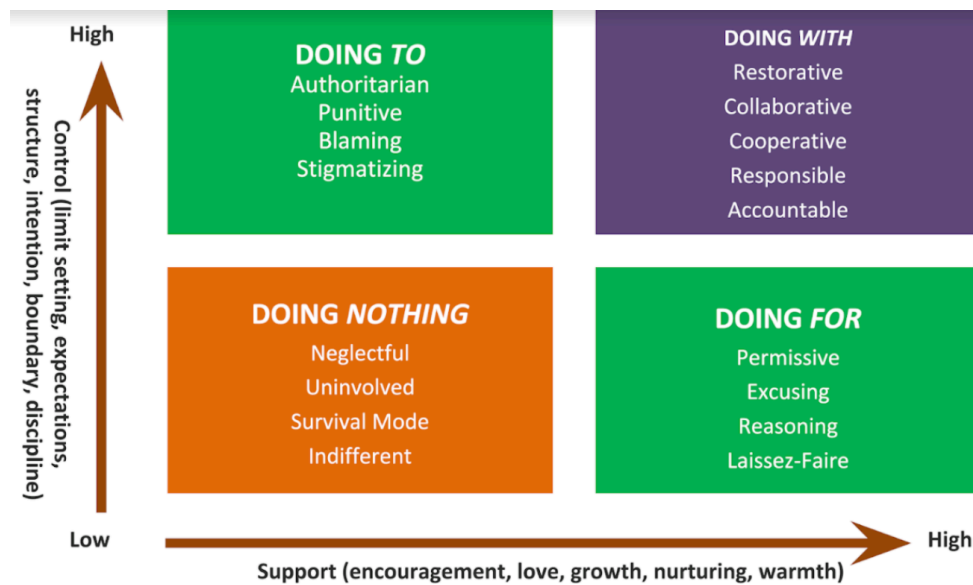 High
Control (limit setting, expectations,
structure, intention, boundary, discipline)
DOING TO
Authoritarian
Punitive
Blaming
Stigmatizing
DOING WITH
Restorative
Collaborative
Cooperative
Responsible
Accountable
DOING NOTHING
Neglectful
Uninvolved
Survival Mode
Indifferent
DOING FOR
Permissive
Excusing
Reasoning
Laissez-Faire
Low
High
Support (encouragement, love, growth, nurturing, warmth)